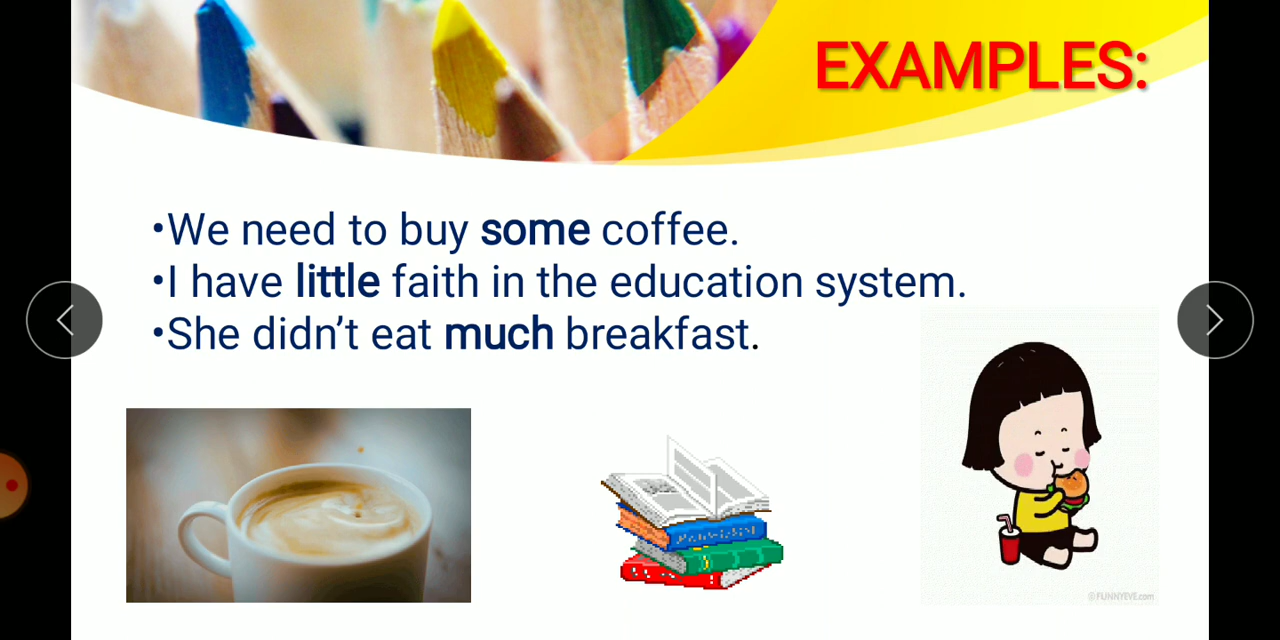 EXAMPLES:
•We need to buy some coffee.
•I have little faith in the education system.
•She didn’t eat much breakfast.
©FUNNYEVE.com